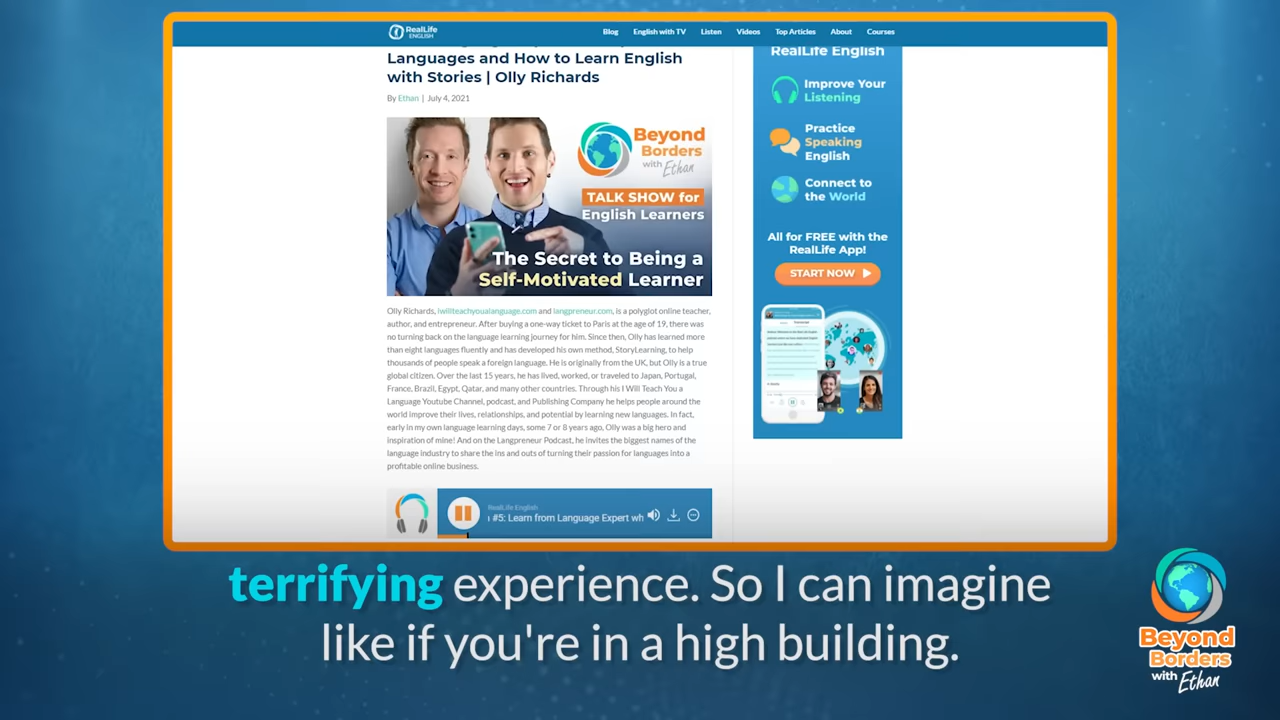 RealLife
ENGLISH
Blog English with TV Listen Videos Top Articles About Courses
Languages and How to Learn English
with Stories | Olly Richards
By Ethan | July 4, 2021
Beyond
Borders
with Ethan
TALK SHOW for
English Learners
The Secret to Being a
Self-Motivated Learner
Olly Richards, iwillteachyoualanguage.com and langpreneur.com, is a polyglot online teacher,
author, and entrepreneur. After buying a one-way ticket to Paris at the age of 19, there was
no turning back on the language learning journey for him. Since then, Olly has learned more
than eight languages fluently and has developed his own method, StoryLearning, to help
thousands of people speak a foreign language. He is originally from the UK, but Olly is a true
global citizen. Over the last 15 years, he has lived, worked, or traveled to Japan, Portugal,
France, Brazil, Egypt, Qatar, and many other countries. Through his I Will Teach You a
Language Youtube Channel, podcast, and Publishing Company he helps people around the
world improve their lives, relationships, and potential by learning new languages. In fact,
early in my own language learning days, some 7 or 8 years ago, Olly was a big hero and
inspiration of mine! And on the Langpreneur Podcast, he invites the biggest names of the
language industry to share the ins and outs of turning their passion for languages into a
profitable online business.
RealLife English
#5: Learn from Language Expert wh
RealLife English
Improve Your
Listening
Practice
Speaking
English
Connect to
the World
All for FREE with the
RealLife App!
START NOW
terrifying experience. So I can imagine
like if you're in a high building.
Beyond
Borders
with Ethan